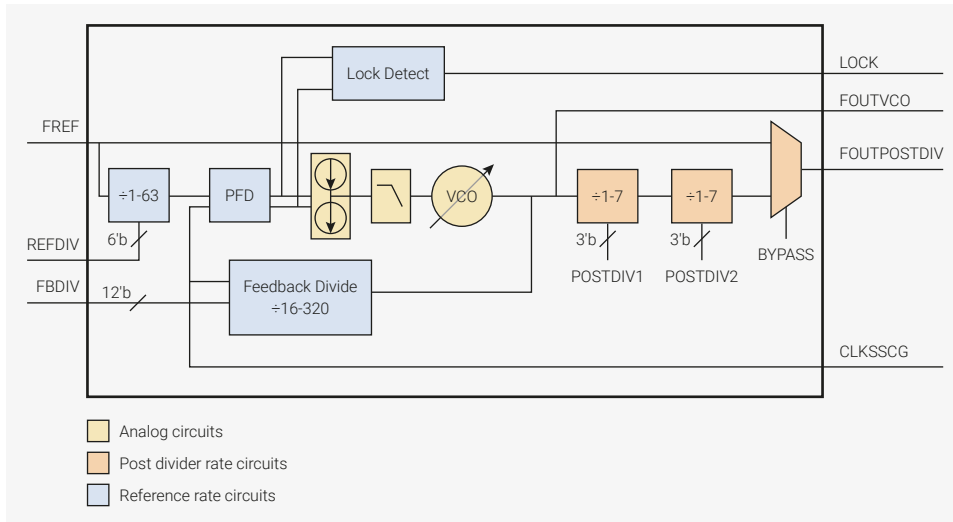 LOCK
Lock Detect
FOUTVCO
FREF
FOUTPOSTDIV
÷1-63
PFD
VCO
÷1-7
÷1-7
6'b
3'b
3'b
REFDIV
BYPASS
POSTDIV1
POSTDIV2
FBDIV
12'b
Feedback Divide
÷16-320
CLKSSCG
Analog circuits
Post divider rate circuits
Reference rate circuits